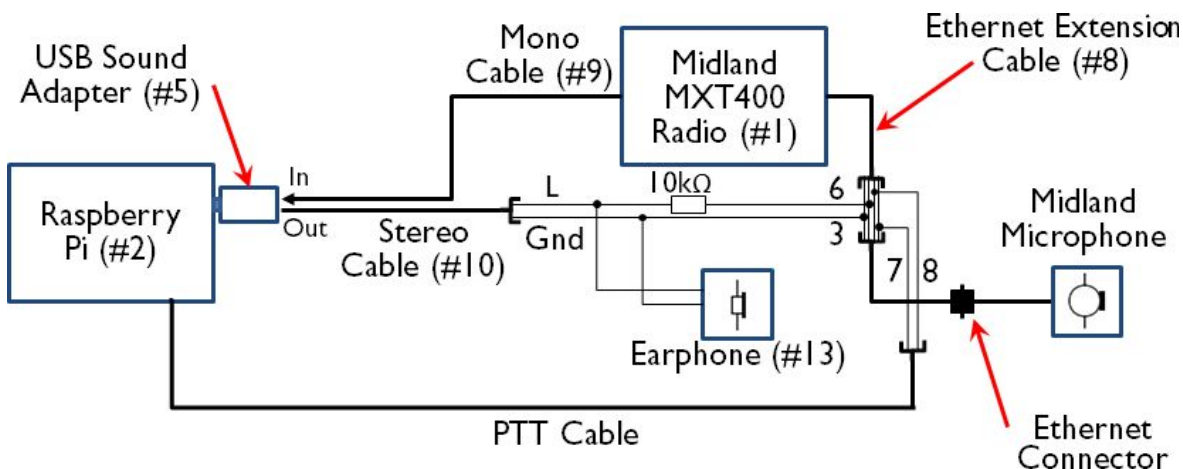 USB Sound
Adapter (#5)
Mono
Cable (#9)
Midland
MXT400
Radio (#1)
Ethernet Extension
Cable (#8)
Raspberry
Pi (#2)
In
Out
Stereo
Cable (#10)
L
Gnd
10kΩ
6
3
7
8
Midland
Microphone
Earphone (#13)
PTT Cable
Ethernet
Connector